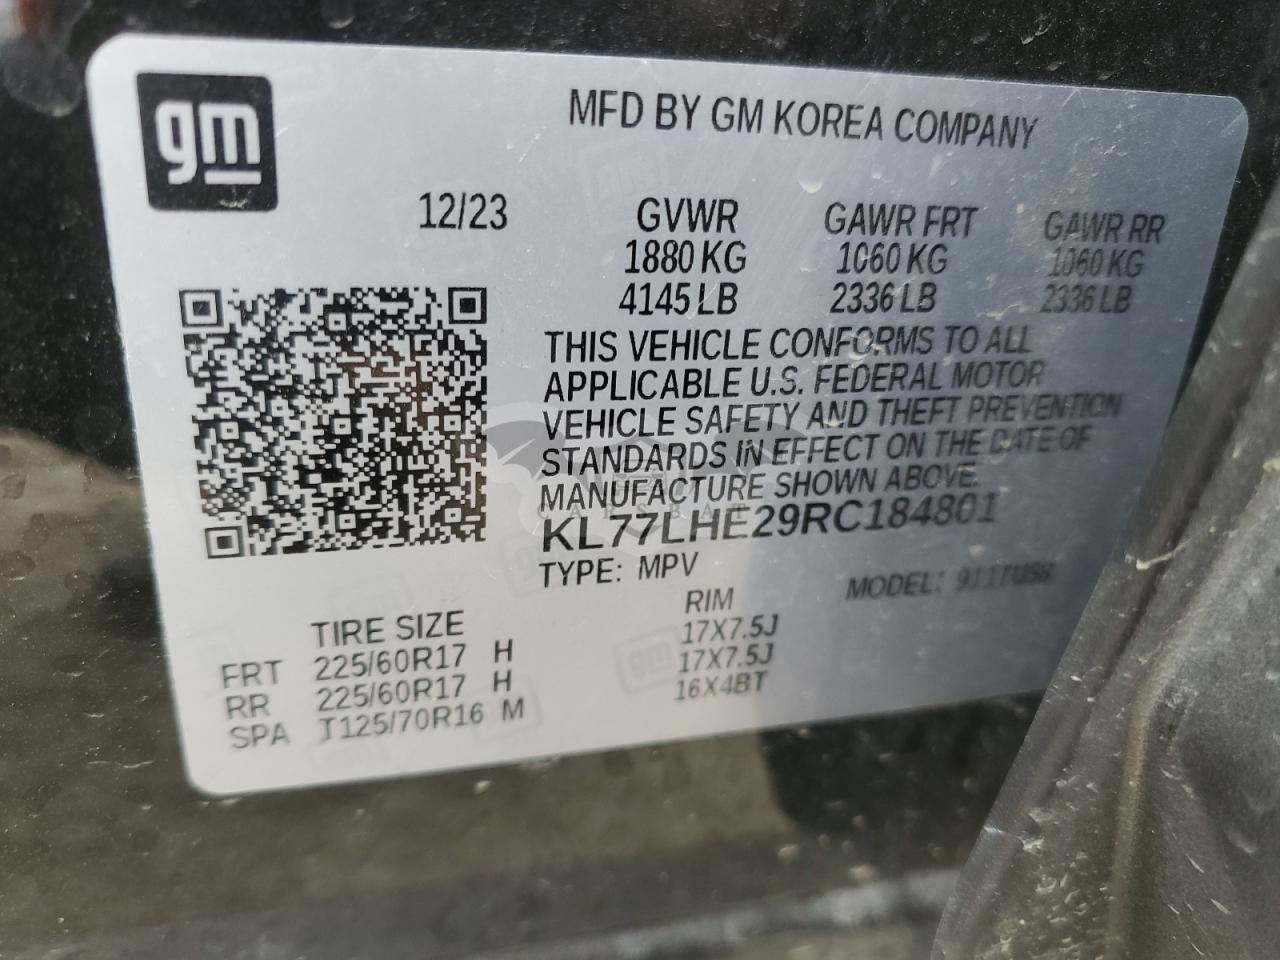 gm
MFD BY GM KOREA COMPANY
12/23 GVWR GAWR FRT GAWR RR
1880 KG 1060 KG 1060 KG
4145 LB 2336 LB 2336 LB
THIS VEHICLE CONFORMS TO ALL
APPLICABLE U.S. FEDERAL MOTOR
VEHICLE SAFETY AND THEFT PREVENTION
STANDARDS IN EFFECT ON THE DATE OF
MANUFACTURE SHOWN ABOVE.
KL77LHE29RC184801
TYPE: MPV MODEL:
TIRE SIZE RIM
FRT 225/60R17 H 17X7.5J
RR 225/60R17 H 17X7.5J
SPA T125/70R16 M 16X4BT
gm